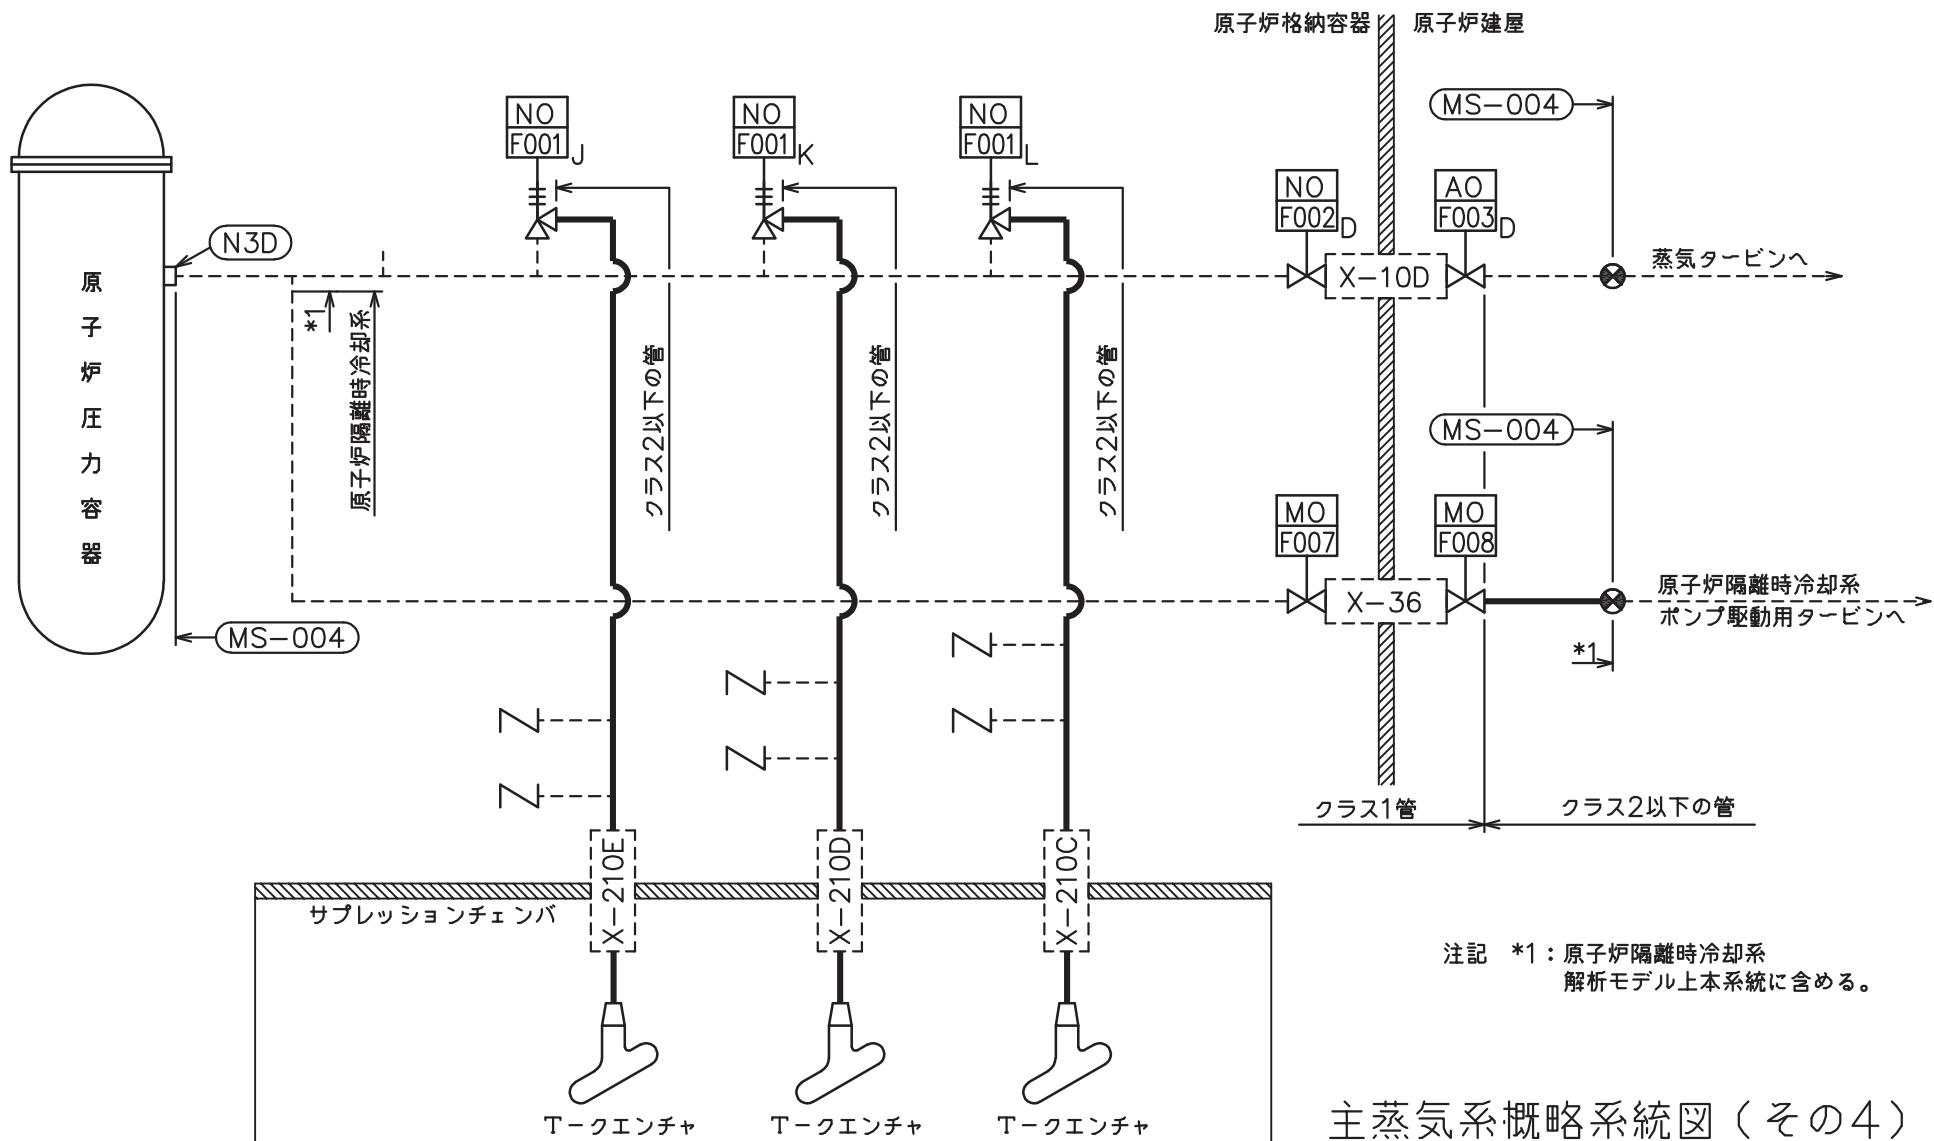 原子炉格納容器
原子炉建屋
NO
F001 J
NO
F001 K
NO
F001 L
MS-004
NO
F002 D
AO
F003 D
N3D
X-10D
蒸気タービンへ
原子炉圧力容器
*1
原子炉隔離時冷却系
クラス2以下の管
クラス2以下の管
クラス2以下の管
MS-004
MO
F007
MO
F008
X-36
原子炉隔離時冷却系
ポンプ駆動用タービンへ
*1
MS-004
クラス1管
クラス2以下の管
X-210E
X-210D
X-210C
サプレッションチェンバ
注記 *1：原子炉隔離時冷却系
解析モデル上本系統に含める。
T-クエンチャ
T-クエンチャ
T-クエンチャ
主蒸気系概略系統図（その4）